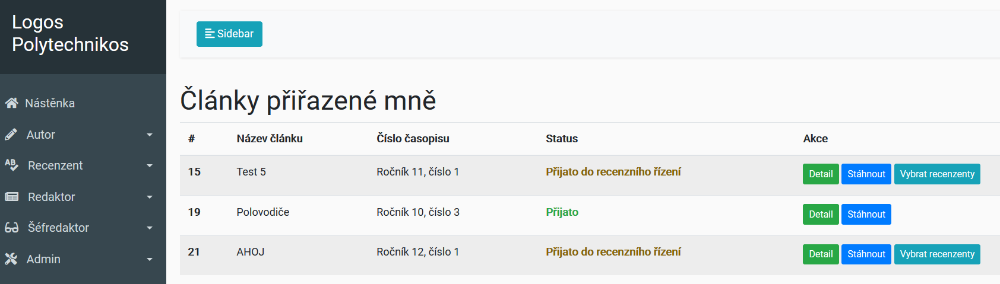 Logos
Polytechnikos
Sidebar
Nástěnka
Autor
Recenzent
Redaktor
Šéfredaktor
Admin
Články přiřazené mně
# Název článku Číslo časopisu Status Akce
15 Test 5 Ročník 11, číslo 1 Přijato do recenzního řízení Detail Stáhnout Vybrat recenzenty
19 Polovodiče Ročník 10, číslo 3 Přijato Detail Stáhnout
21 AHOJ Ročník 12, číslo 1 Přijato do recenzního řízení Detail Stáhnout Vybrat recenzenty